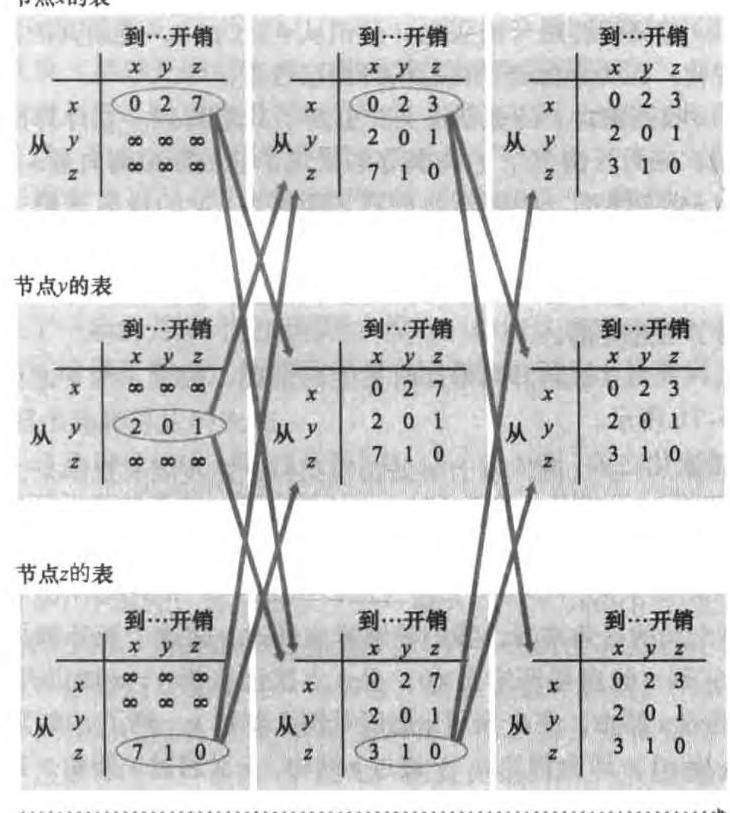 节点x的表
到…开销 到…开销 到…开销
x y z x y z x y z
x 0 2 7 x 0 2 3 x 0 2 3
从 y ∞ ∞ ∞ 从 y 2 0 1 从 y 2 0 1
z ∞ ∞ ∞ z 7 1 0 z 3 1 0
节点y的表
到…开销 到…开销 到…开销
x y z x y z x y z
x ∞ ∞ ∞ x 0 2 7 x 0 2 3
从 y 2 0 1 从 y 2 0 1 从 y 2 0 1
z ∞ ∞ ∞ z 7 1 0 z 3 1 0
节点z的表
到…开销 到…开销 到…开销
x y z x y z x y z
x ∞ ∞ ∞ x 0 2 7 x 0 2 3
从 y ∞ ∞ ∞ 从 y 2 0 1 从 y 2 0 1
z 7 1 0 z 3 1 0 z 3 1 0